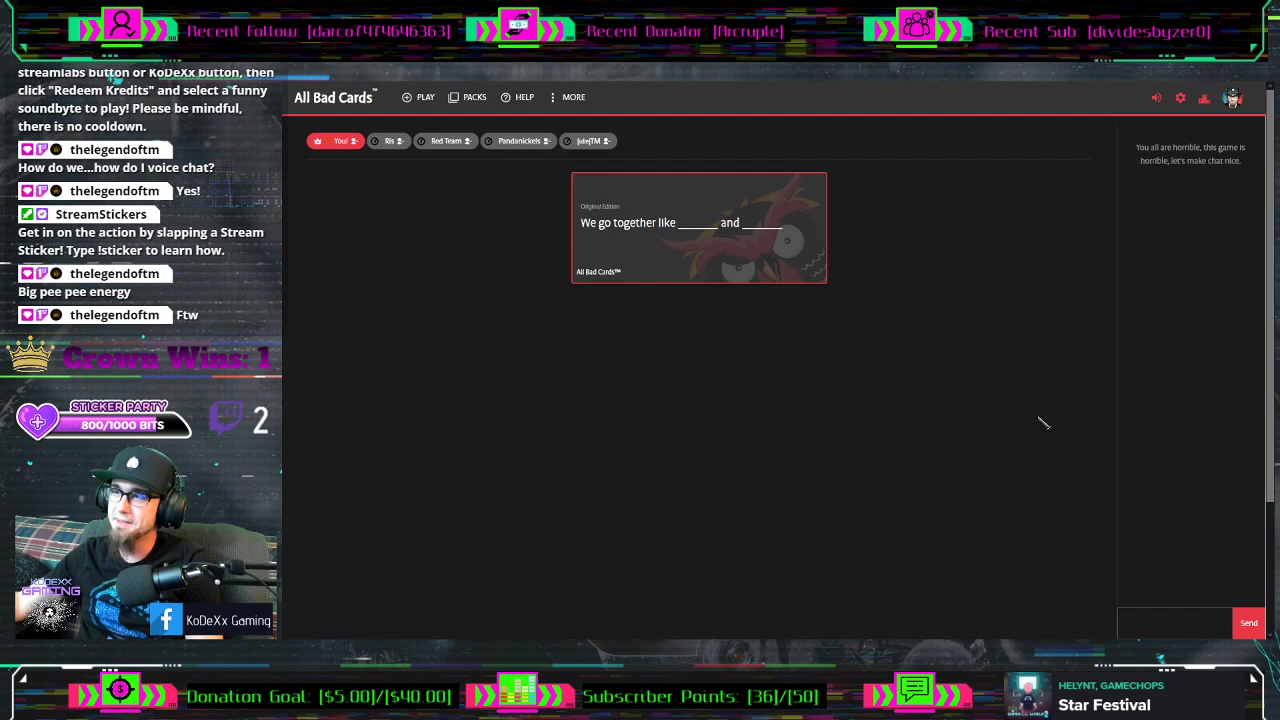 Recent Follow: [darco7474646363]
Recent Donator: [Arcruple]
Recent Sub: [dividesbyzer0]
streamlabs button or KoDeXx button, then
click "Redeem Kredits" and select a funny
soundbyte to play! Please be mindful,
there is no cooldown.
thelegendoftm
How do we...how do I voice chat?
thelegendoftm Yes!
StreamStickers
Get in on the action by slapping a Stream
Sticker! Type !sticker to learn how.
thelegendoftm
Big pee pee energy
thelegendoftm Ftw
Crown Wins: 1
STICKER PARTY
800/1000 BITS
2
KODEXX
GAMING
KoDeXx Gaming
All Bad Cards™
PLAY
PACKS
HELP
MORE
You!
Ris
Red Team
Pandanickels
Original Edition
We go together like ______ and ______
All Bad Cards™
You all are horrible, this game is
horrible, let's make chat nice.
Send
Donation Goal: [$5.00]/[$40.00]
Subscriber Points: [36]/[50]
HELYNT, GAMECHOPS
Star Festival